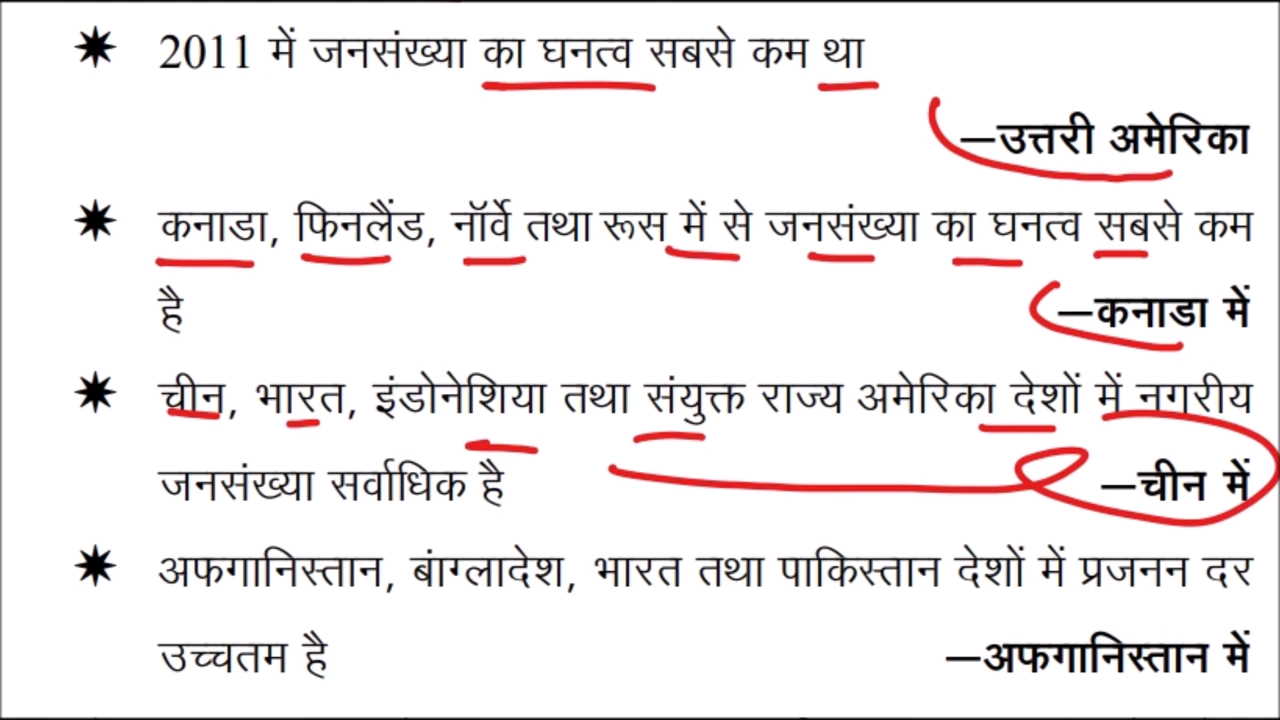 ✷ 2011 में जनसंख्या का घनत्व सबसे कम था
—उत्तरी अमेरिका
✷ कनाडा, फिनलैंड, नॉर्वे तथा रूस में से जनसंख्या का घनत्व सबसे कम
है —कनाडा में
✷ चीन, भारत, इंडोनेशिया तथा संयुक्त राज्य अमेरिका देशों में नगरीय
जनसंख्या सर्वाधिक है —चीन में
✷ अफगानिस्तान, बांग्लादेश, भारत तथा पाकिस्तान देशों में प्रजनन दर
उच्चतम है —अफगानिस्तान में